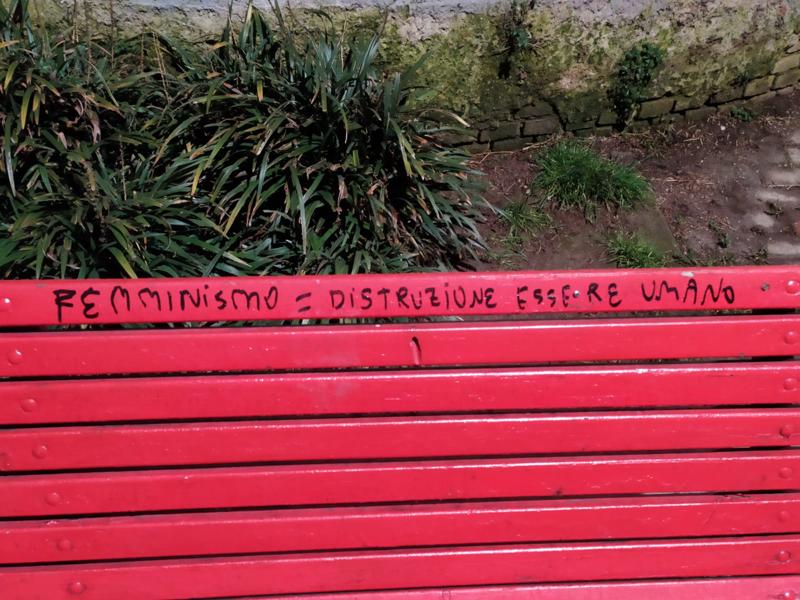 FEMMINISMO = DISTRUZIONE ESSERE UMANO